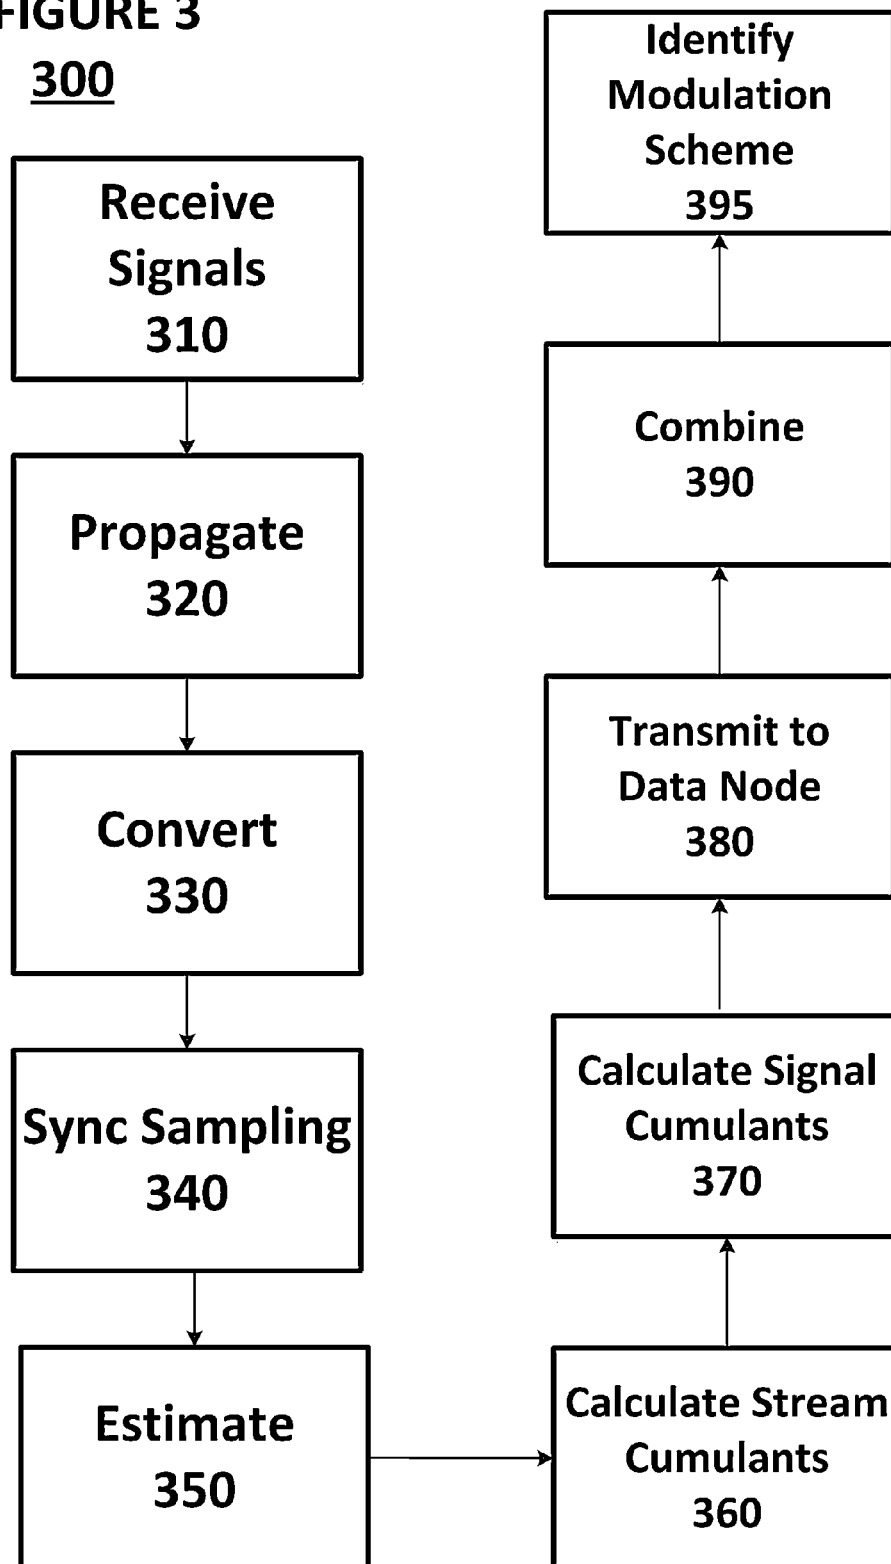 FIGURE 3
300
Receive
Signals
310
Propagate
320
Convert
330
Sync Sampling
340
Estimate
350
Calculate Stream
Cumulants
360
Calculate Signal
Cumulants
370
Transmit to
Data Node
380
Combine
390
Identify
Modulation
Scheme
395